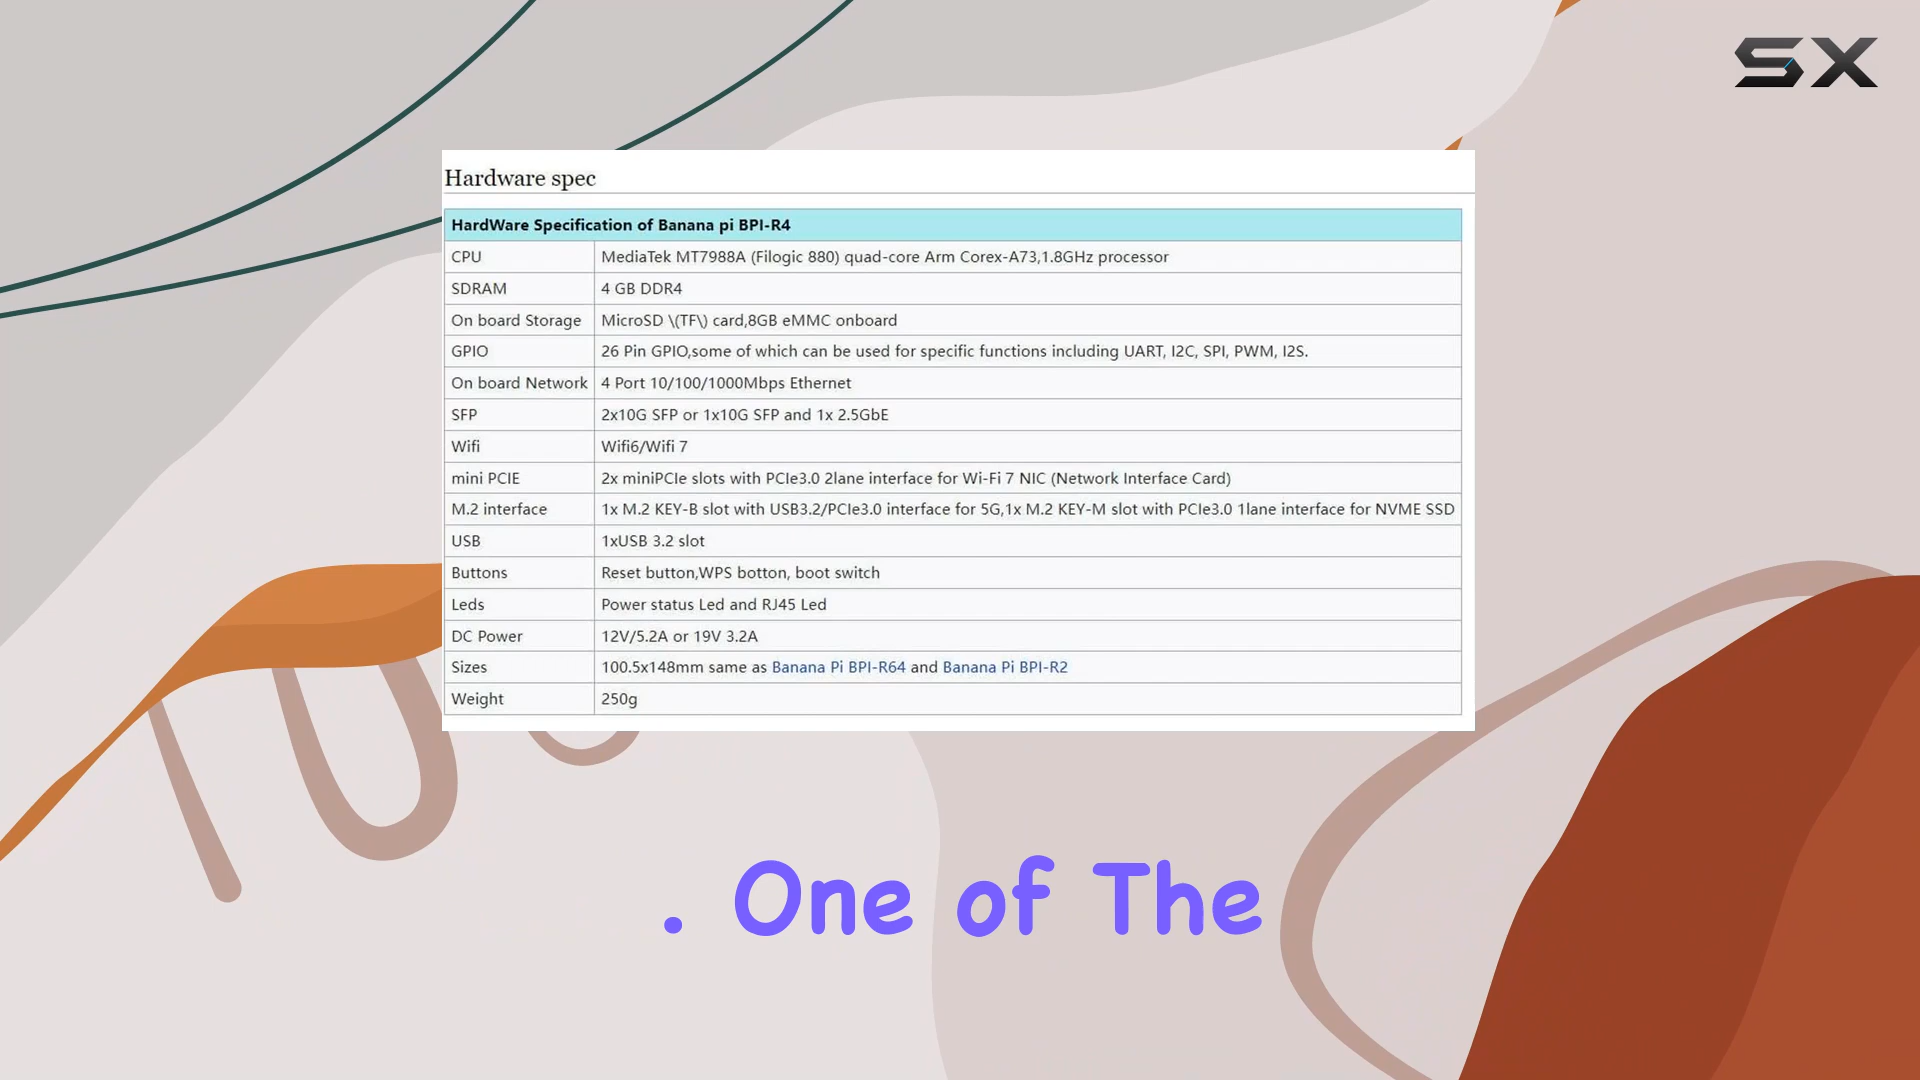 SX
Hardware spec
HardWare Specification of Banana pi BPI-R4
CPU MediaTek MT7988A (Filogic 880) quad-core Arm Corex-A73,1.8GHz processor
SDRAM 4 GB DDR4
On board Storage MicroSD \(TF\) card,8GB eMMC onboard
GPIO 26 Pin GPIO,some of which can be used for specific functions including UART, I2C, SPI, PWM, I2S.
On board Network 4 Port 10/100/1000Mbps Ethernet
SFP 2x10G SFP or 1x10G SFP and 1x 2.5GbE
Wifi Wifi6/Wifi 7
mini PCIE 2x miniPCIe slots with PCIe3.0 2lane interface for Wi-Fi 7 NIC (Network Interface Card)
M.2 interface 1x M.2 KEY-B slot with USB3.2/PCIe3.0 interface for 5G,1x M.2 KEY-M slot with PCIe3.0 1lane interface for NVME SSD
USB 1xUSB 3.2 slot
Buttons Reset button,WPS botton, boot switch
Leds Power status Led and RJ45 Led
DC Power 12V/5.2A or 19V 3.2A
Sizes 100.5x148mm same as Banana Pi BPI-R64 and Banana Pi BPI-R2
Weight 250g
. One of The